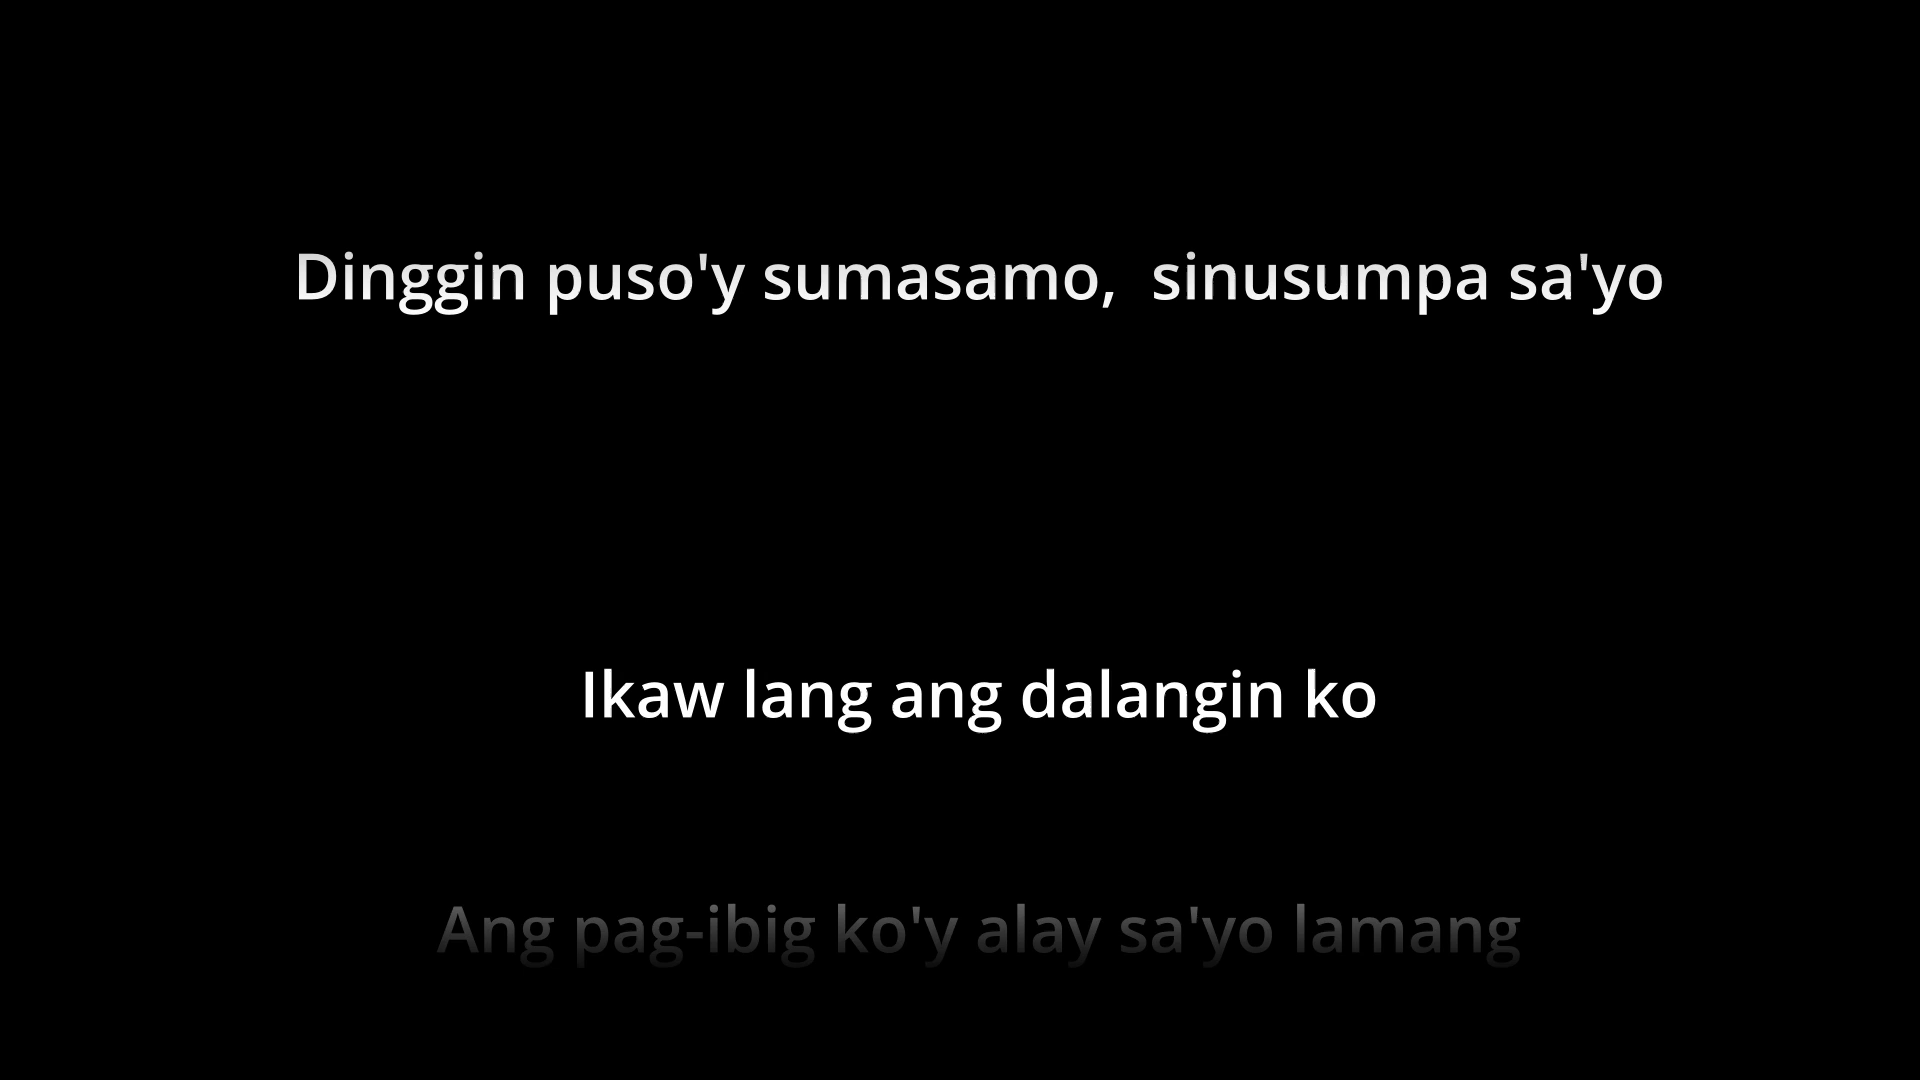 Dinggin puso'y sumasamo,  sinusumpa sa'yo
Ikaw lang ang dalangin ko
Ang pag-ibig ko'y alay sa'yo lamang